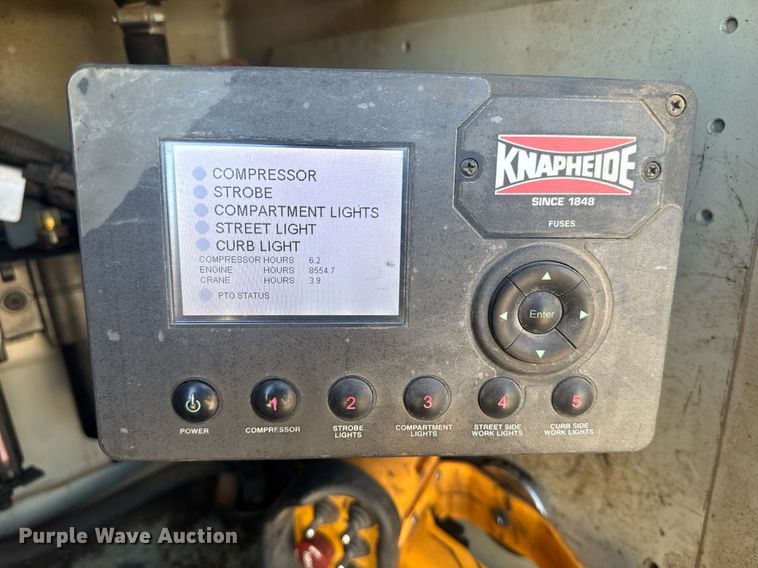 COMPRESSOR
STROBE
COMPARTMENT LIGHTS
STREET LIGHT
CURB LIGHT
COMPRESSOR HOURS 6.2
ENGINE HOURS 8554.7
CRANE HOURS 3.9
PTO STATUS
KNAPHEIDE
SINCE 1848
FUSES
Enter
1
2
3
4
5
POWER
COMPRESSOR
STROBE
LIGHTS
COMPARTMENT
LIGHTS
STREET SIDE
WORK LIGHTS
CURB SIDE
WORK LIGHTS
Purple Wave Auction